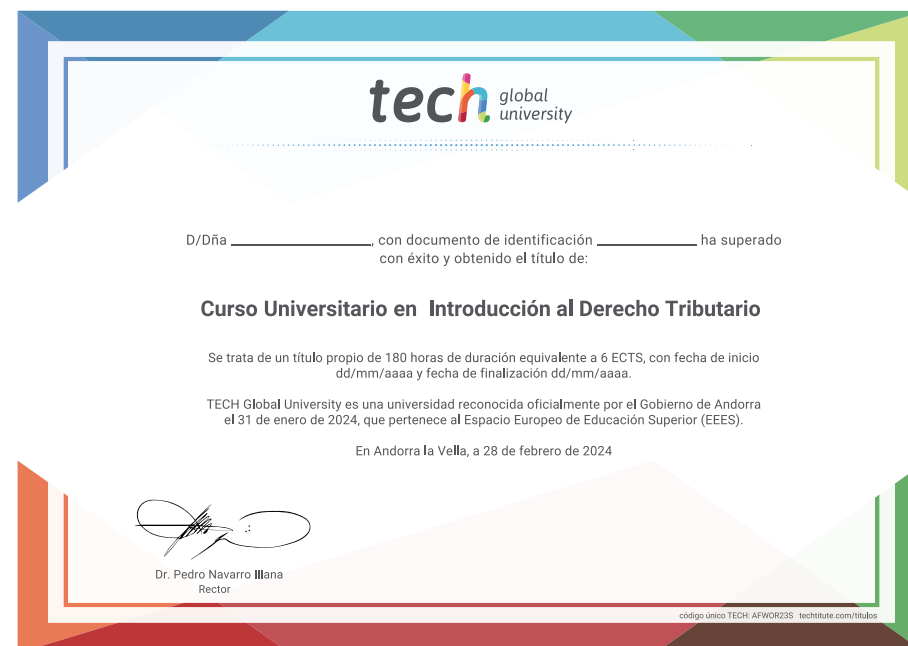 tech global university
D/Dña ____________, con documento de identificación ____________ ha superado
con éxito y obtenido el título de:
Curso Universitario en Introducción al Derecho Tributario
Se trata de un título propio de 180 horas de duración equivalente a 6 ECTS, con fecha de inicio
dd/mm/aaaa y fecha de finalización dd/mm/aaaa.
TECH Global University es una universidad reconocida oficialmente por el Gobierno de Andorra
el 31 de enero de 2024, que pertenece al Espacio Europeo de Educación Superior (EEES).
En Andorra la Vella, a 28 de febrero de 2024
Dr. Pedro Navarro Illana
Rector
código único TECH: AFWOR23S techtitute.com/titulos